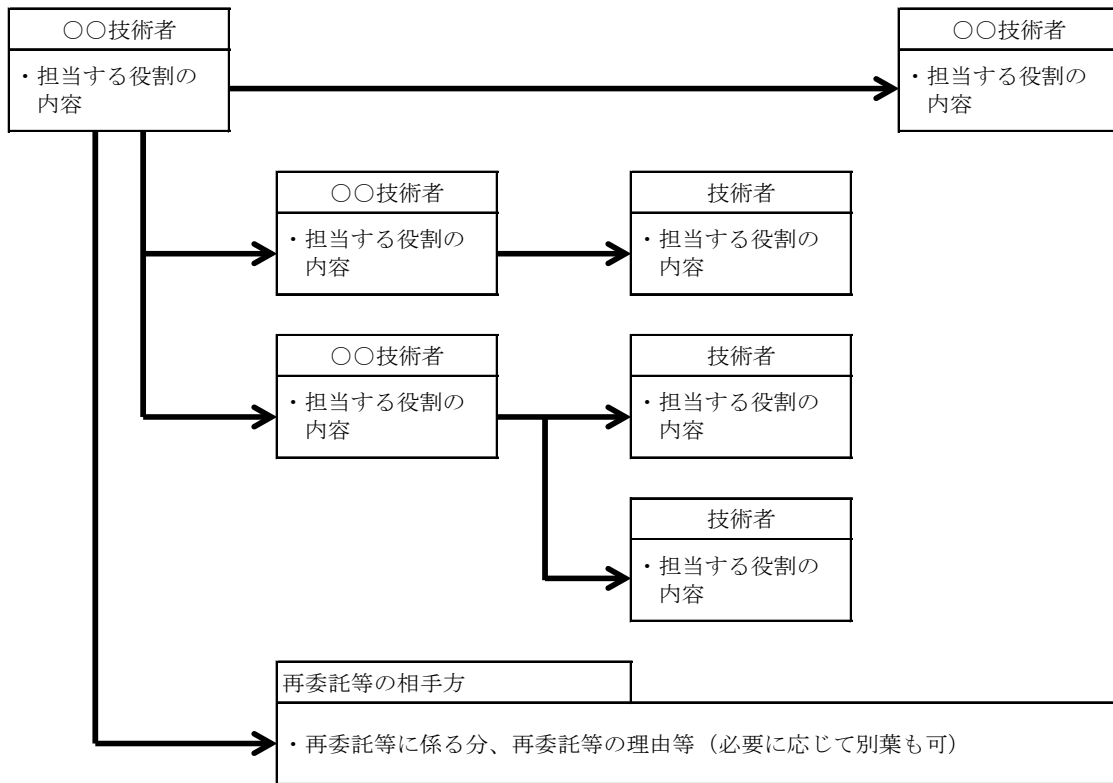 ○○技術者
・担当する役割の
内容
○○技術者
・担当する役割の
内容
○○技術者
・担当する役割の
内容
技術者
・担当する役割の
内容
○○技術者
・担当する役割の
内容
技術者
・担当する役割の
内容
技術者
・担当する役割の
内容
再委託等の相手方
・再委託等に係る分、再委託等の理由等（必要に応じて別葉も可）